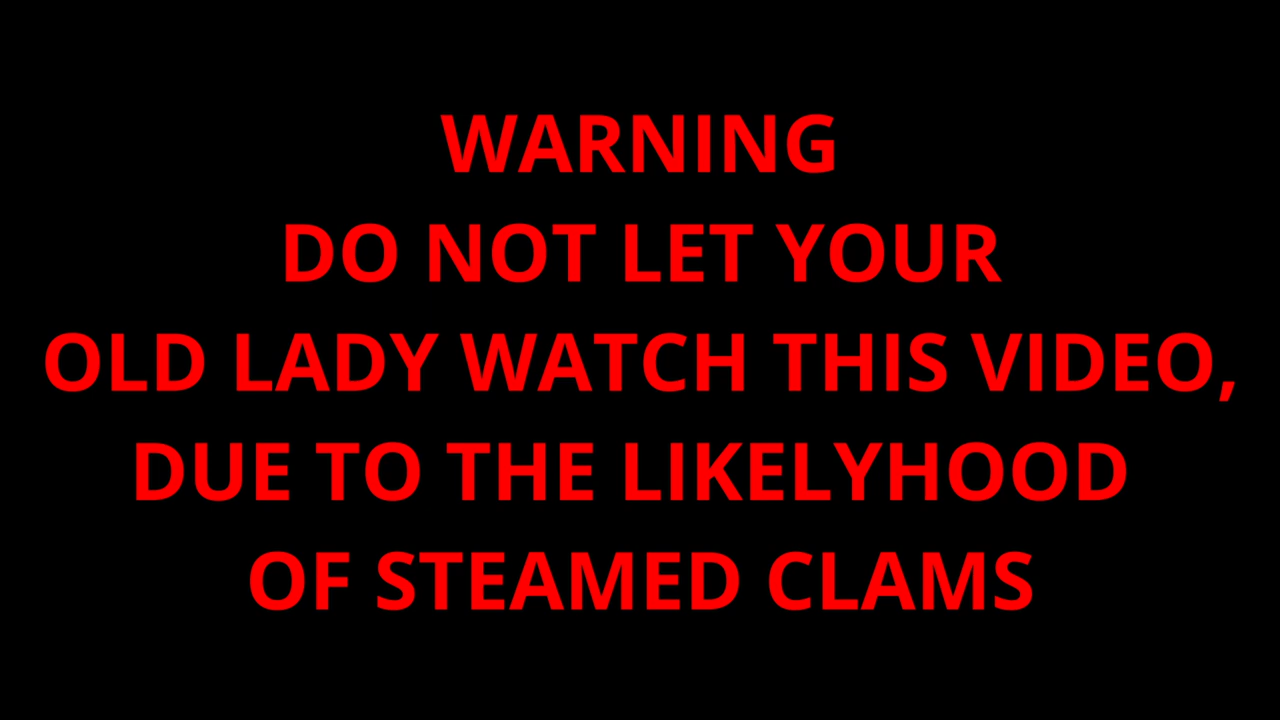 WARNING
DO NOT LET YOUR
OLD LADY WATCH THIS VIDEO,
DUE TO THE LIKELYHOOD
OF STEAMED CLAMS